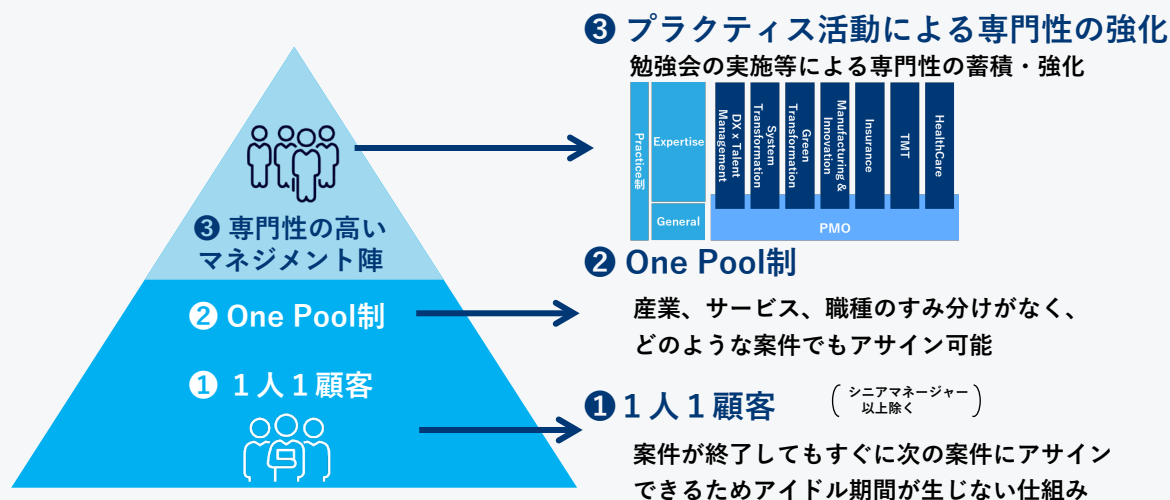 ❸ 専門性の高い
マネジメント陣
❷ One Pool制
❶ １人１顧客
❸ プラクティス活動による専門性の強化
勉強会の実施等による専門性の蓄積・強化
Practice制
Expertise
General
DX x Talent
Management
System
Transformation
Green
Transformation
Manufacturing &
Innovation
Insurance
TMT
HealthCare
PMO
❷ One Pool制
産業、サービス、職種のすみ分けがなく、
どのような案件でもアサイン可能
❶ １人１顧客
（シニアマネージャー
以上除く）
案件が終了してもすぐに次の案件にアサイン
できるためアイドル期間が生じない仕組み